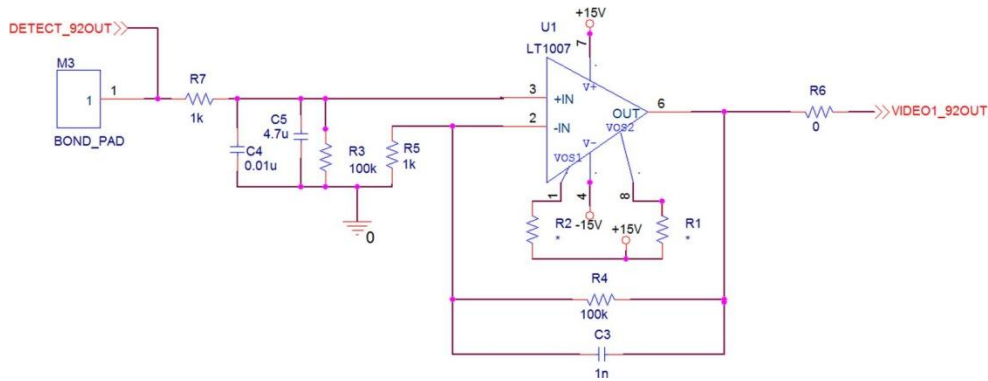 DETECT_92OUT
M3
1
1
BOND_PAD
R7
1k
C4
0.01u
C5
4.7u
R3
100k
R5
1k
0
U1
LT1007
+15V
7
V+
3
+IN
2
-IN
OUT
6
VOS2
V-
VOS1
1
4
8
-15V
+15V
R2
*
R1
*
R4
100k
C3
1n
R6
0
VIDEO1_92OUT